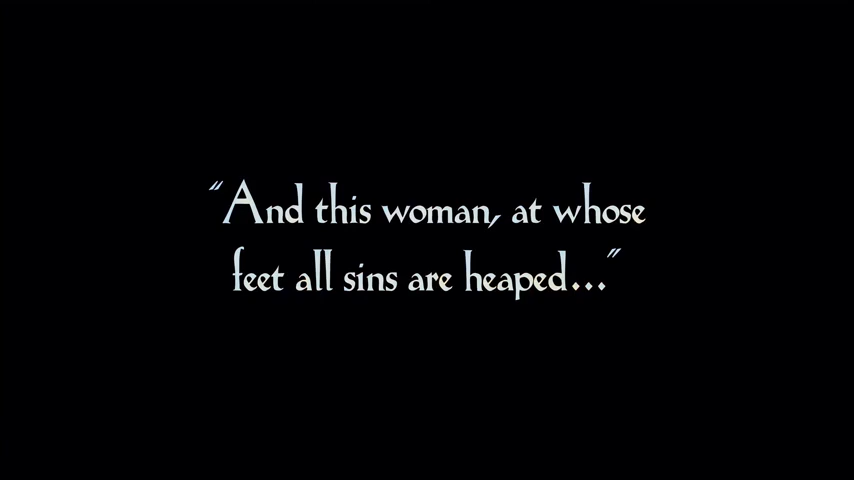 “And this woman, at whose
feet all sins are heaped...”